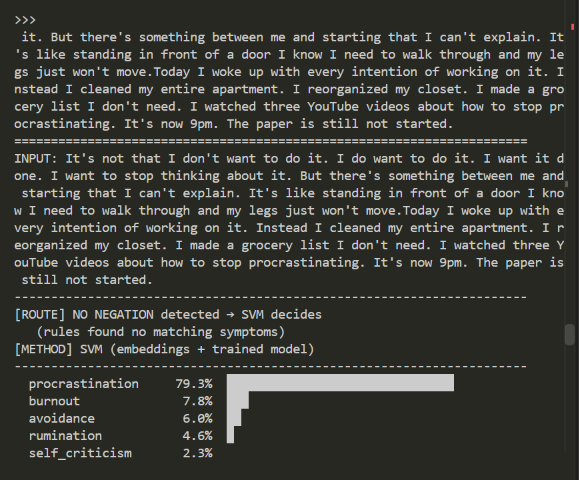 >>>
it. But there's something between me and starting that I can't explain. It
's like standing in front of a door I know I need to walk through and my le
gs just won't move.Today I woke up with every intention of working on it. I
nstead I cleaned my entire apartment. I reorganized my closet. I made a gro
cery list I don't need. I watched three YouTube videos about how to stop pr
ocrastinating. It's now 9pm. The paper is still not started.
======================================================================
INPUT: It's not that I don't want to do it. I do want to do it. I want it d
one. I want to stop thinking about it. But there's something between me and
starting that I can't explain. It's like standing in front of a door I kno
w I need to walk through and my legs just won't move.Today I woke up with e
very intention of working on it. Instead I cleaned my entire apartment. I r
eorganized my closet. I made a grocery list I don't need. I watched three Y
ouTube videos about how to stop procrastinating. It's now 9pm. The paper is
still not started.
----------------------------------------------------------------------
[ROUTE] NO NEGATION detected → SVM decides
(rules found no matching symptoms)
[METHOD] SVM (embeddings + trained model)
----------------------------------------------------------------------
procrastination 79.3%
burnout 7.8%
avoidance 6.0%
rumination 4.6%
self_criticism 2.3%